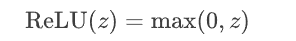 ReLU(z) = max(0, z)